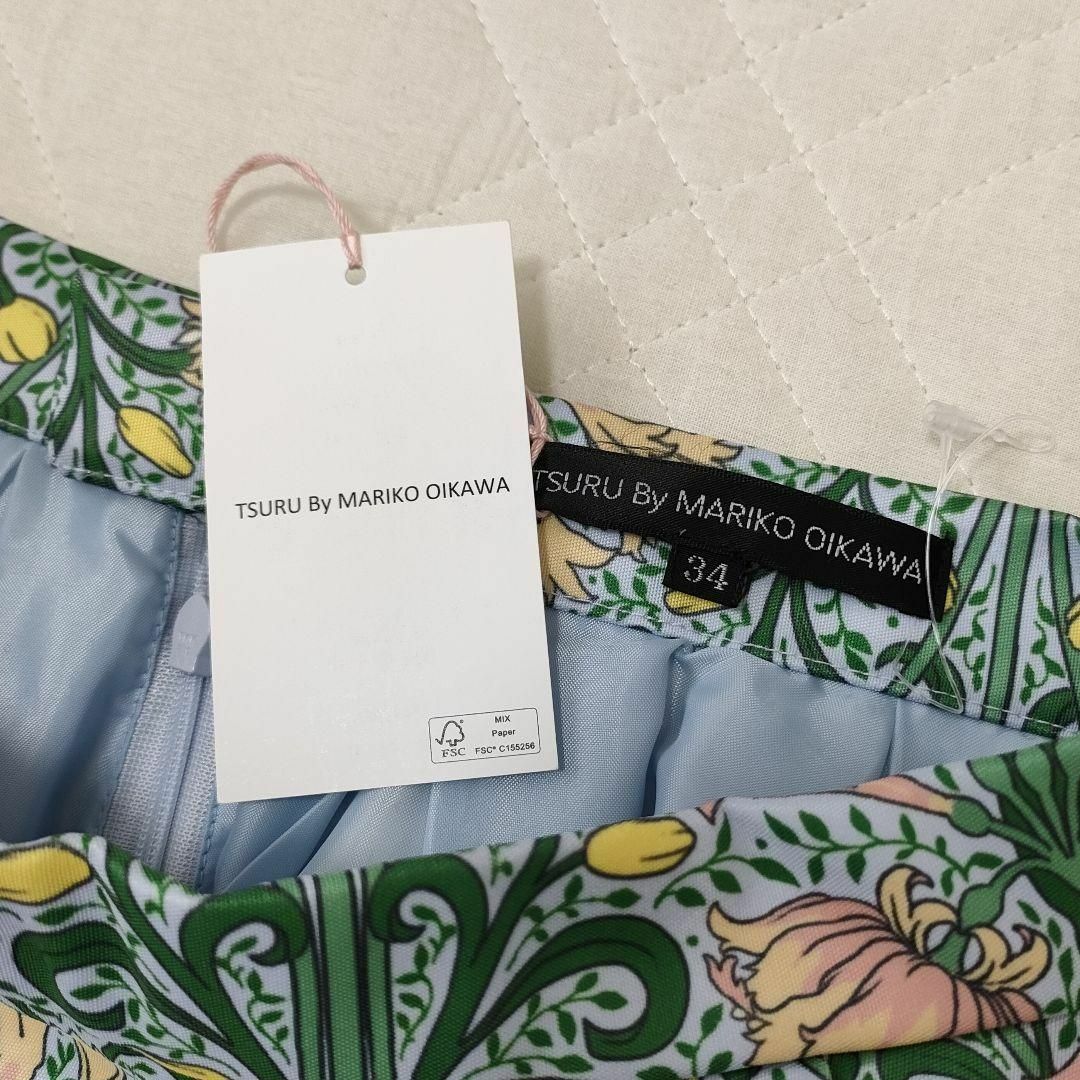 TSURU By MARIKO OIKAWA
FSC
MIX
Paper
FSC® C155256
TSURU By MARIKO OIKAWA
34